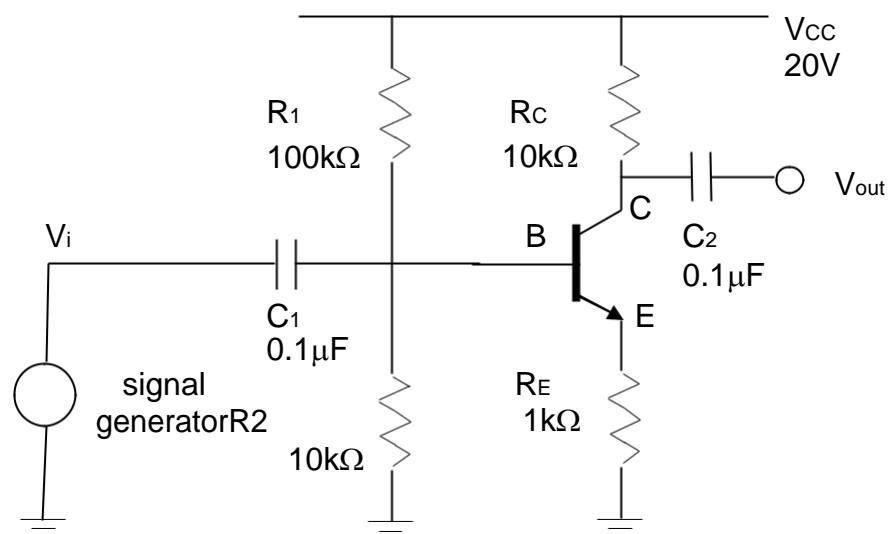 VCC
20V
R1
100kΩ
RC
10kΩ
Vout
C
Vi
B
C2
0.1μF
C1
0.1μF
E
signal
generatorR2
RE
1kΩ
10kΩ